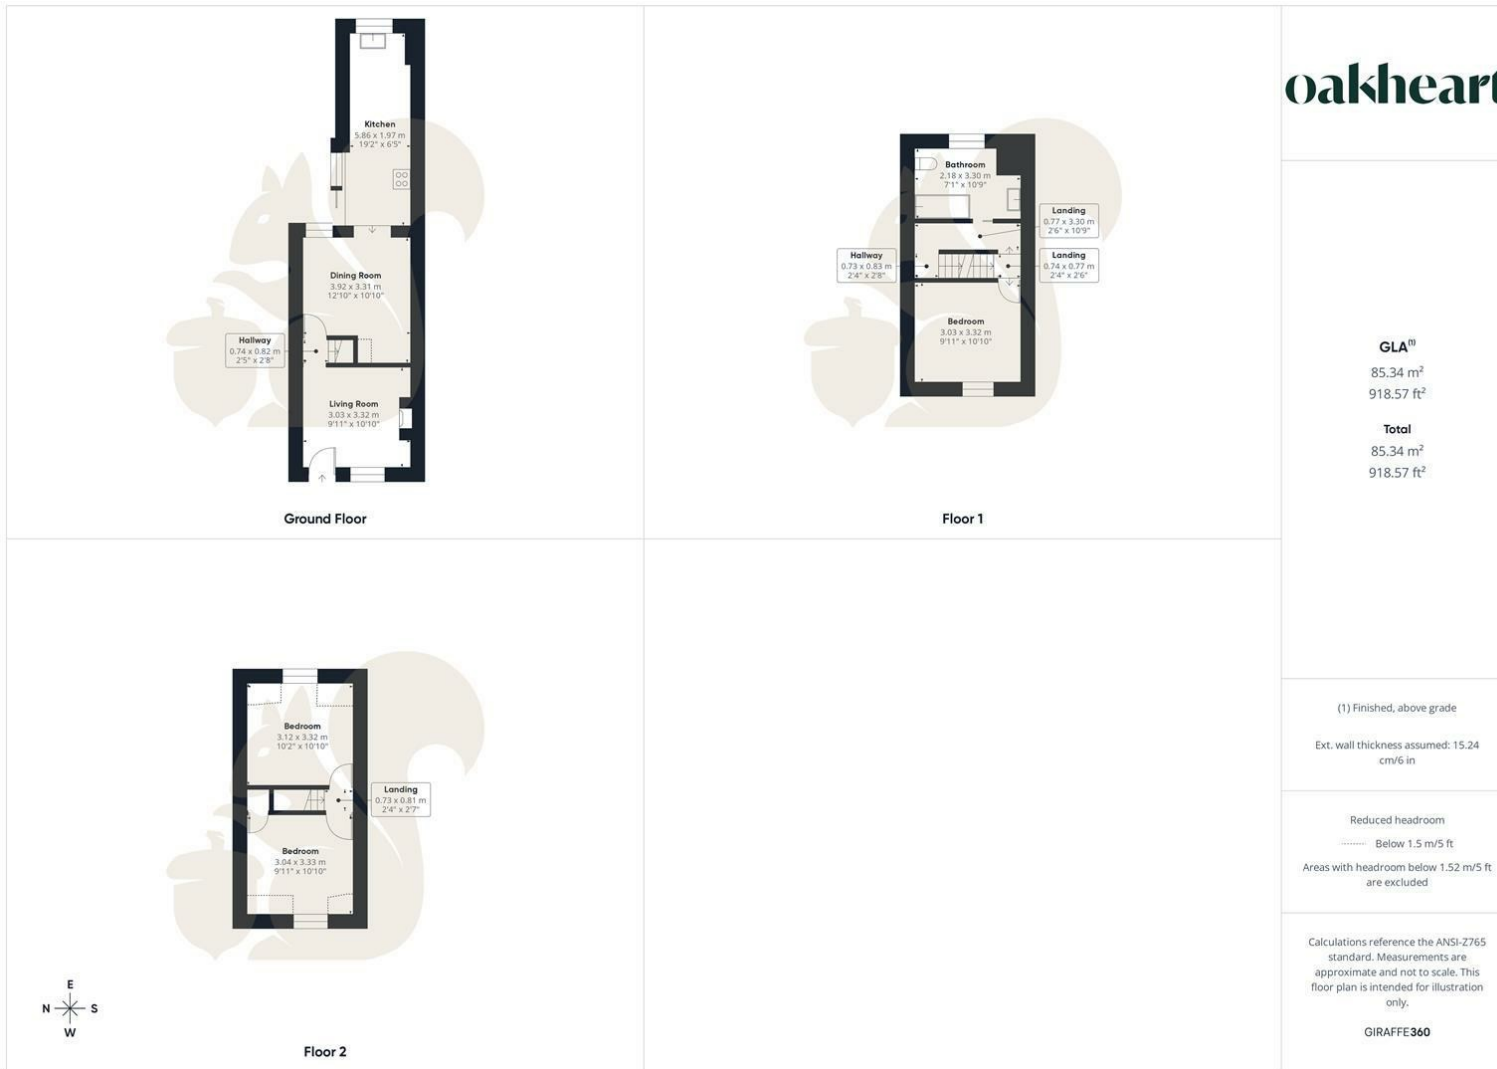 Kitchen
5.86 x 1.97 m
19'2" x 6'5"
Dining Room
3.92 x 3.31 m
12'10" x 10'10"
Hallway
0.74 x 0.82 m
2'5" x 2'8"
Living Room
3.03 x 3.32 m
9'11" x 10'10"
Ground Floor
Bathroom
2.18 x 3.30 m
7'1" x 10'9"
Landing
0.77 x 3.30 m
2'6" x 10'9"
Hallway
0.73 x 0.83 m
2'4" x 2'8"
Landing
0.74 x 0.77 m
2'4" x 2'6"
Bedroom
3.03 x 3.32 m
9'11" x 10'10"
Floor 1
Bedroom
3.12 x 3.32 m
10'2" x 10'10"
Landing
0.73 x 0.81 m
2'4" x 2'7"
Bedroom
3.04 x 3.33 m
9'11" x 10'10"
E
N S
W
Floor 2
oakheart
GLA(1)
85.34 m²
918.57 ft²
Total
85.34 m²
918.57 ft²
(1) Finished, above grade
Ext. wall thickness assumed: 15.24
cm/6 in
Reduced headroom
Below 1.5 m/5 ft
Areas with headroom below 1.52 m/5 ft
are excluded
Calculations reference the ANSI-Z765
standard. Measurements are
approximate and not to scale. This
floor plan is intended for illustration
only.
GIRAFFE360